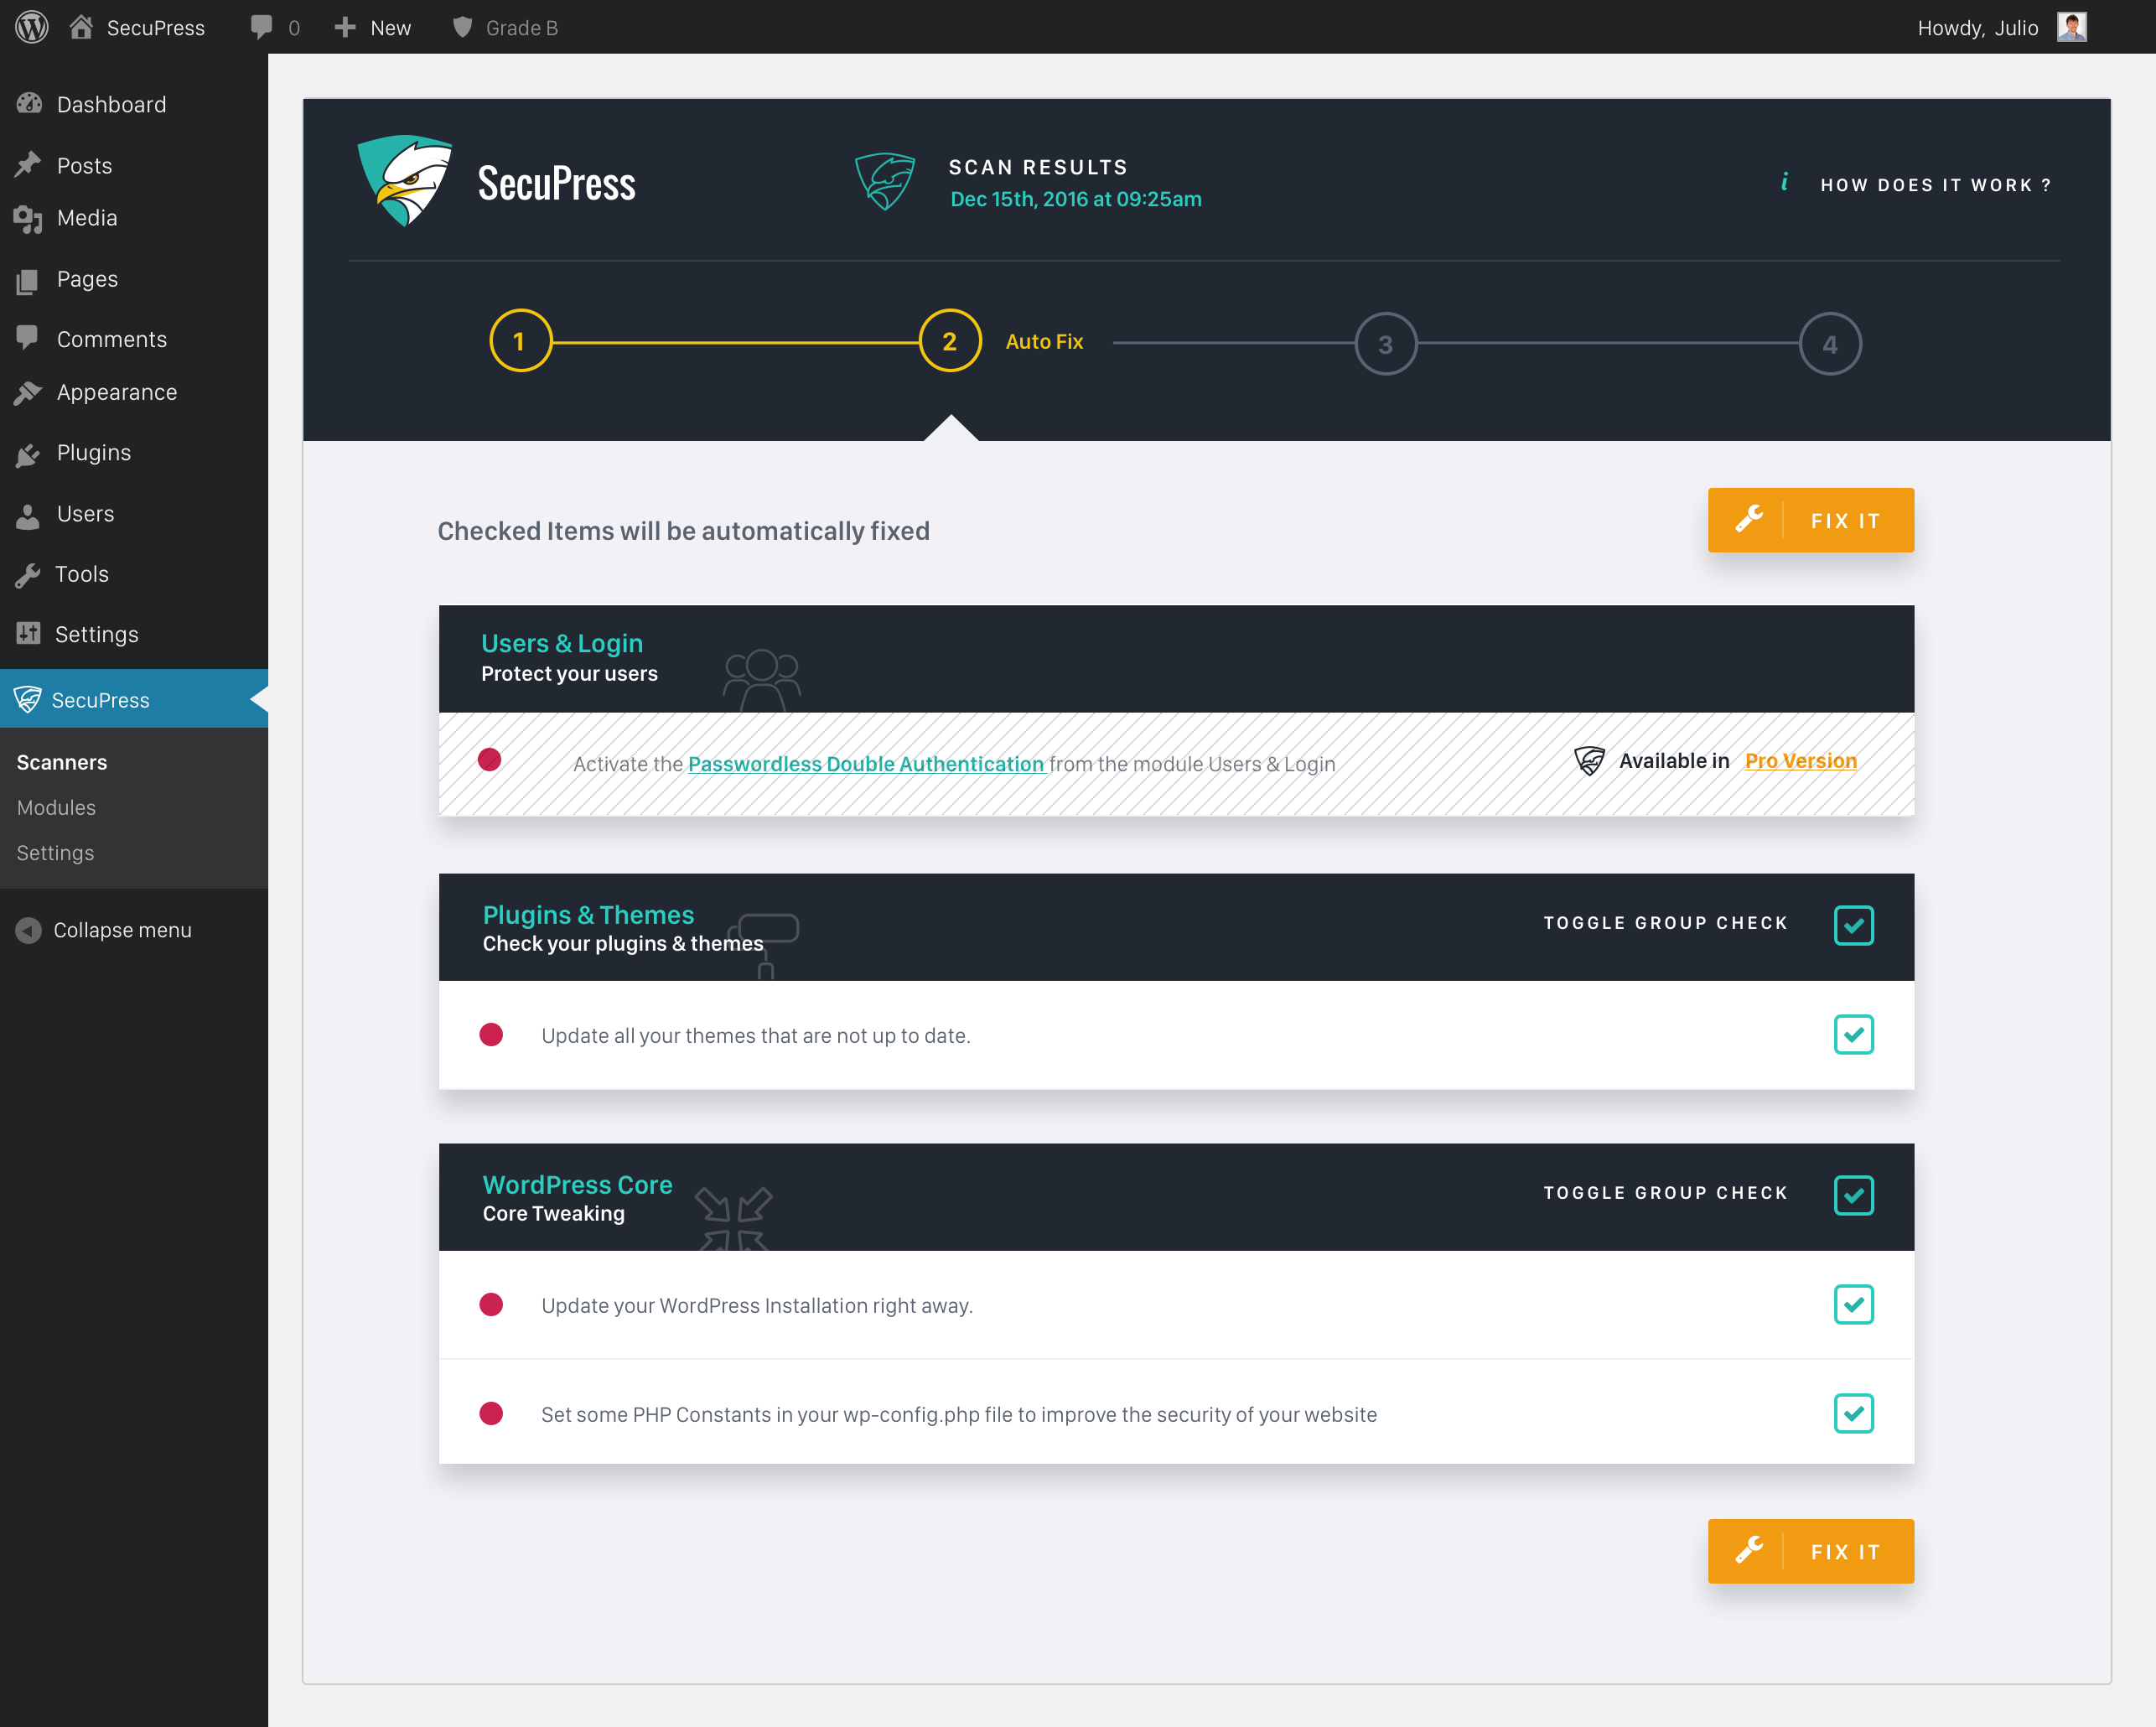 SecuPress 0 New Grade B Howdy, Julio
Dashboard
Posts
Media
Pages
Comments
Appearance
Plugins
Users
Tools
Settings
SecuPress
Scanners
Modules
Settings
Collapse menu
SecuPress
SCAN RESULTS
Dec 15th, 2016 at 09:25am
i HOW DOES IT WORK ?
1 2 Auto Fix 3 4
Checked Items will be automatically fixed
FIX IT
Users & Login
Protect your users
Activate the Passwordless Double Authentication from the module Users & Login
Available in Pro Version
Plugins & Themes
Check your plugins & themes
TOGGLE GROUP CHECK
Update all your themes that are not up to date.
WordPress Core
Core Tweaking
TOGGLE GROUP CHECK
Update your WordPress Installation right away.
Set some PHP Constants in your wp-config.php file to improve the security of your website
FIX IT